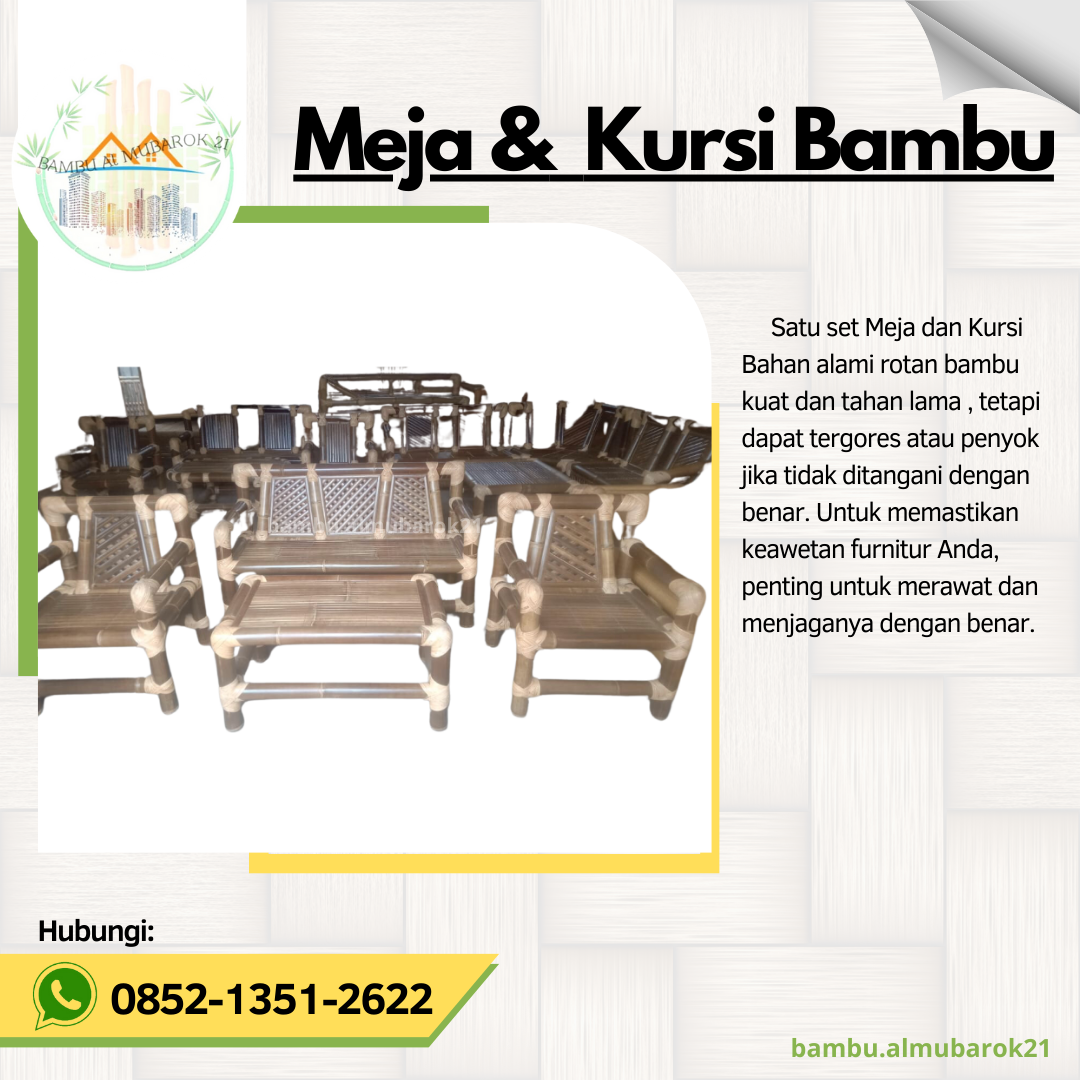 BAMBU Al MUBAROK 21
Meja & Kursi Bambu
Satu set Meja dan Kursi
Bahan alami rotan bambu
kuat dan tahan lama , tetapi
dapat tergores atau penyok
jika tidak ditangani dengan
benar. Untuk memastikan
keawetan furnitur Anda,
penting untuk merawat dan
menjaganya dengan benar.
bambu.almubarok21
Hubungi:
0852-1351-2622
bambu.almubarok21